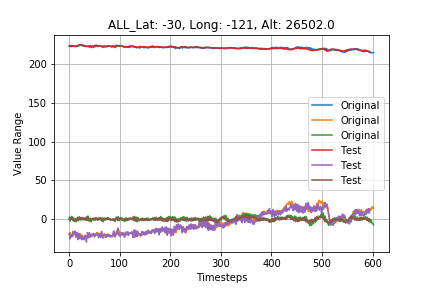 ALL_Lat: -30, Long: -121, Alt: 26502.0
Value Range
200
150
100
50
0
Original
Original
Original
Test
Test
Test
0 100 200 300 400 500 600
Timesteps